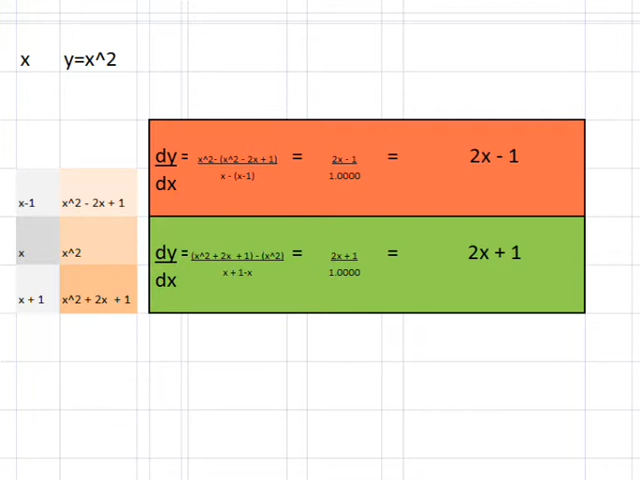 x y=x^2
dy = x^2- (x^2 - 2x + 1) = 2x - 1 = 2x - 1
dx x - (x-1) 1.0000
x-1 x^2 - 2x + 1
x x^2
dy = (x^2 + 2x + 1) - (x^2) = 2x + 1 = 2x + 1
dx x + 1-x 1.0000
x + 1 x^2 + 2x + 1